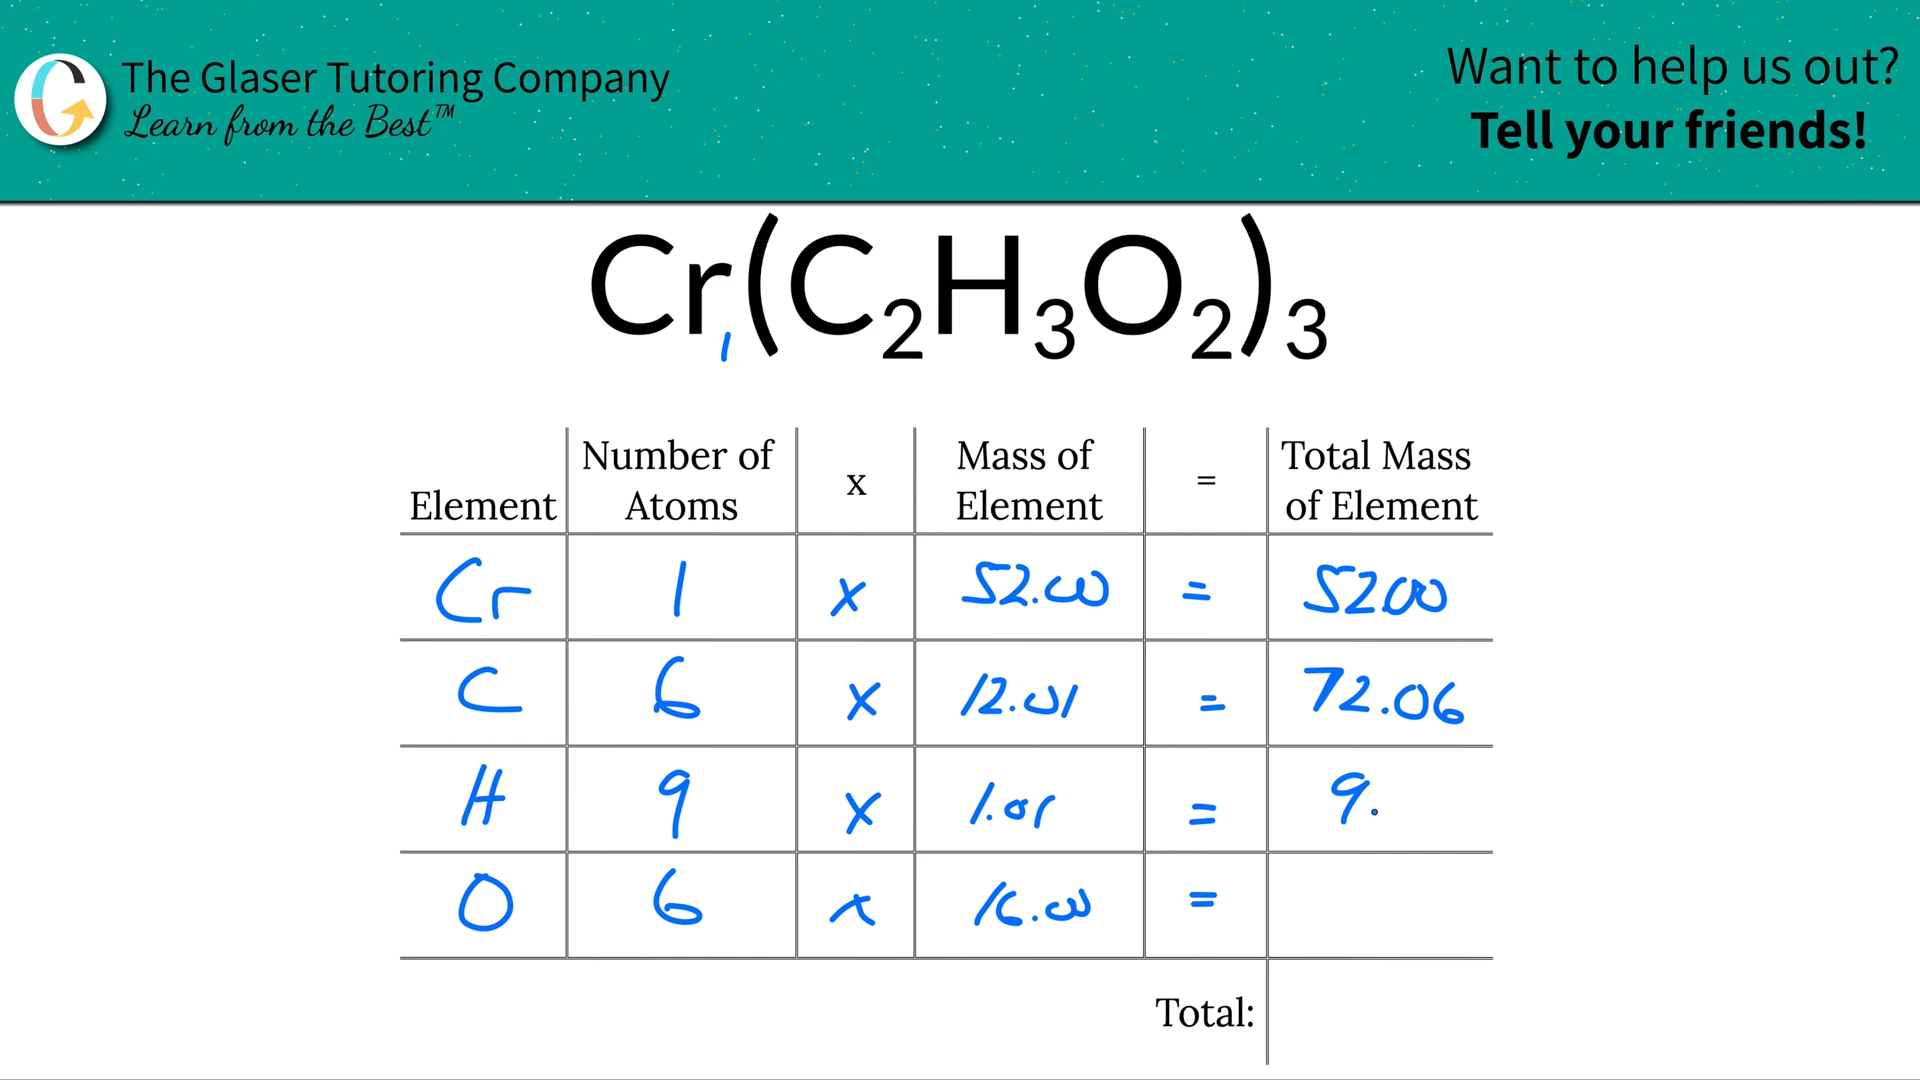 The Glaser Tutoring Company
Learn from the Best™
Want to help us out?
Tell your friends!
Cr₁(C₂H₃O₂)₃
Element Number of Atoms x Mass of Element = Total Mass of Element
Cr 1 x 52.00 = 5200
C 6 x 12.01 = 72.06
H 9 x 1.01 = 9.
O 6 x 16.00 =
Total: